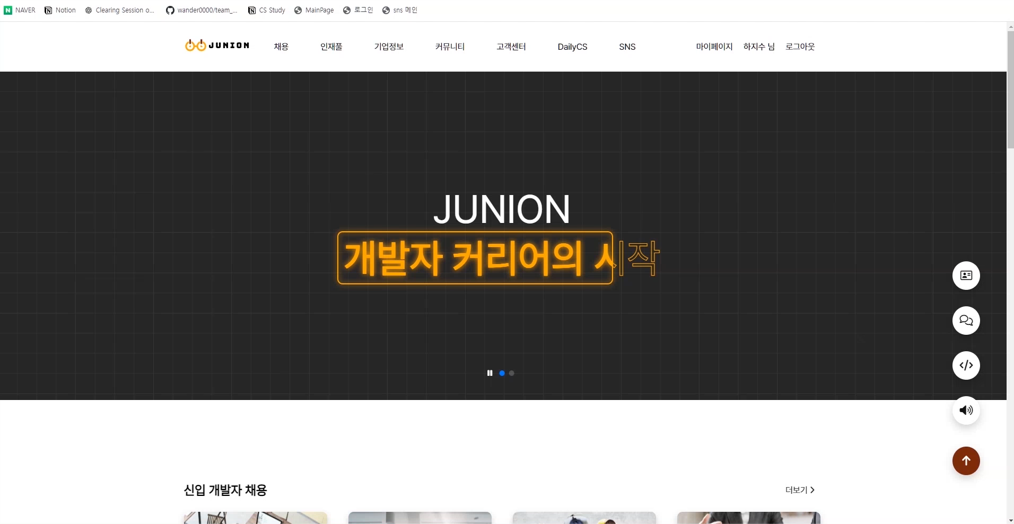 NAVER Notion Clearing Session o... wander0000/team_... CS Study MainPage 로그인 sns 메인
JUNION 채용 인재풀 기업정보 커뮤니티 고객센터 DailyCS SNS 마이페이지 하지수 님 로그아웃
JUNION
개발자 커리어의 시작
신입 개발자 채용 더보기